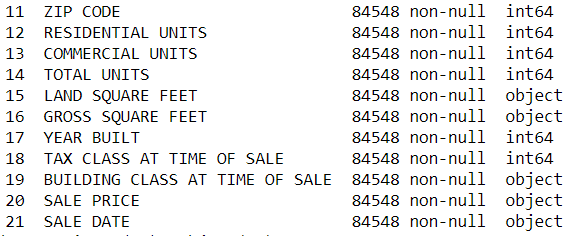 11 ZIP CODE 84548 non-null int64
12 RESIDENTIAL UNITS 84548 non-null int64
13 COMMERCIAL UNITS 84548 non-null int64
14 TOTAL UNITS 84548 non-null int64
15 LAND SQUARE FEET 84548 non-null object
16 GROSS SQUARE FEET 84548 non-null object
17 YEAR BUILT 84548 non-null int64
18 TAX CLASS AT TIME OF SALE 84548 non-null int64
19 BUILDING CLASS AT TIME OF SALE 84548 non-null object
20 SALE PRICE 84548 non-null object
21 SALE DATE 84548 non-null object